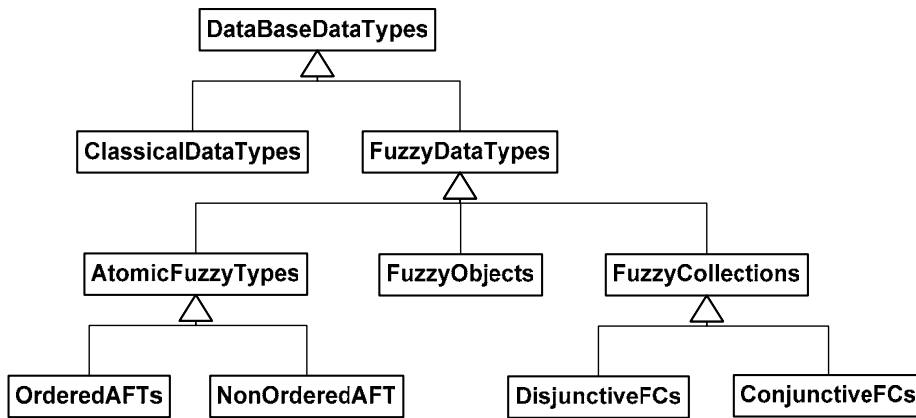 DataBaseDataTypes
ClassicalDataTypes
FuzzyDataTypes
AtomicFuzzyTypes
FuzzyObjects
FuzzyCollections
OrderedAFTs
NonOrderedAFT
DisjunctiveFCs
ConjunctiveFCs